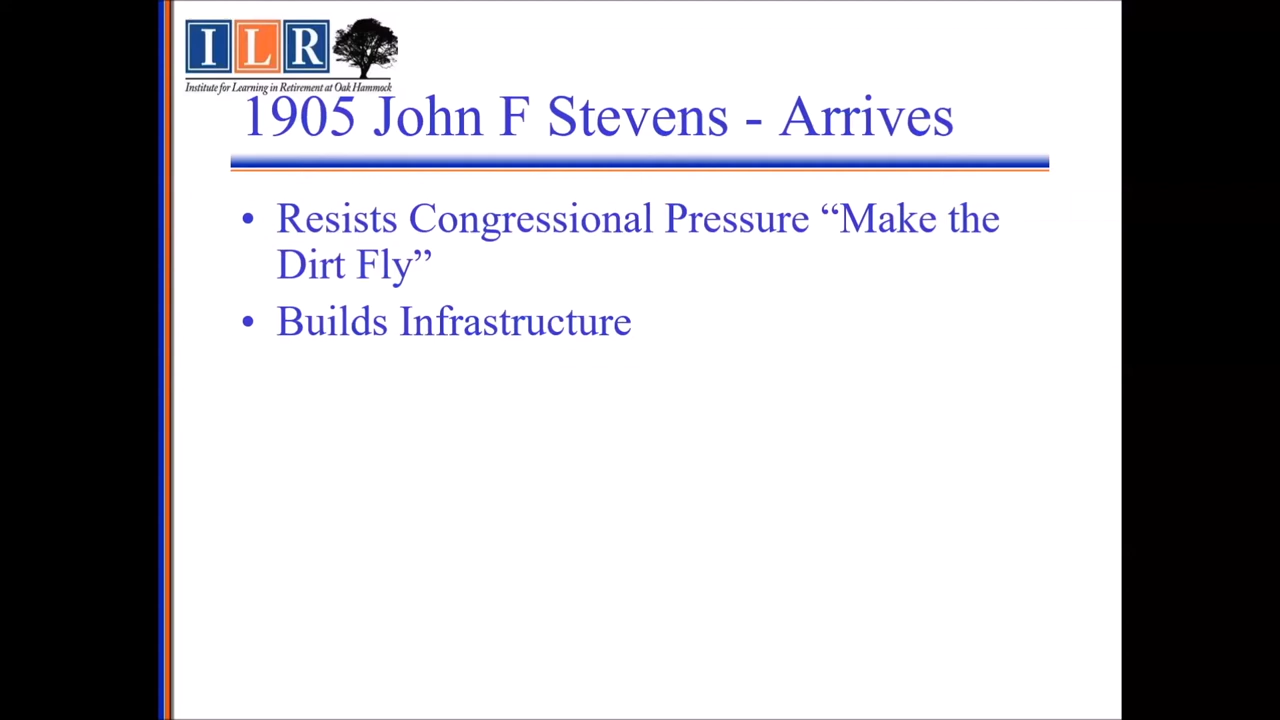 ILR
Institute for Learning in Retirement at Oak Hammock
1905 John F Stevens - Arrives
• Resists Congressional Pressure “Make the
Dirt Fly”
• Builds Infrastructure